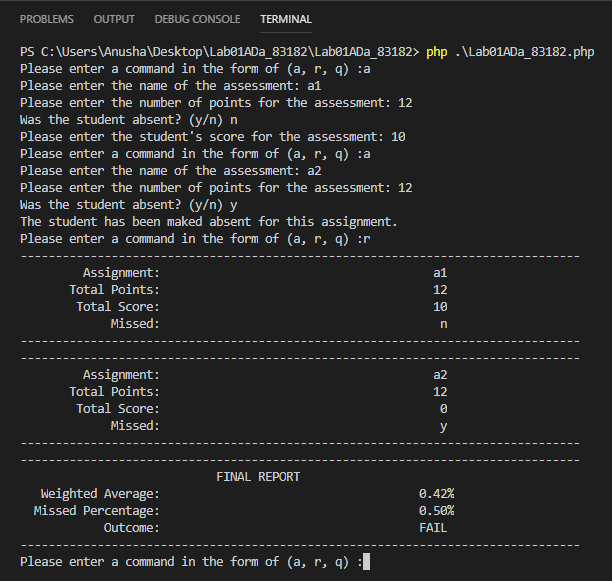 PROBLEMS OUTPUT DEBUG CONSOLE TERMINAL
PS C:\Users\Anusha\Desktop\Lab01ADa_83182\Lab01ADa_83182> php .\Lab01ADa_83182.php
Please enter a command in the form of (a, r, q) :a
Please enter the name of the assessment: a1
Please enter the number of points for the assessment: 12
Was the student absent? (y/n) n
Please enter the student's score for the assessment: 10
Please enter a command in the form of (a, r, q) :a
Please enter the name of the assessment: a2
Please enter the number of points for the assessment: 12
Was the student absent? (y/n) y
The student has been maked absent for this assignment.
Please enter a command in the form of (a, r, q) :r
--------------------------------------------------------------------------------
Assignment: a1
Total Points: 12
Total Score: 10
Missed: n
--------------------------------------------------------------------------------
--------------------------------------------------------------------------------
Assignment: a2
Total Points: 12
Total Score: 0
Missed: y
--------------------------------------------------------------------------------
--------------------------------------------------------------------------------
FINAL REPORT
Weighted Average: 0.42%
Missed Percentage: 0.50%
Outcome: FAIL
--------------------------------------------------------------------------------
Please enter a command in the form of (a, r, q) :